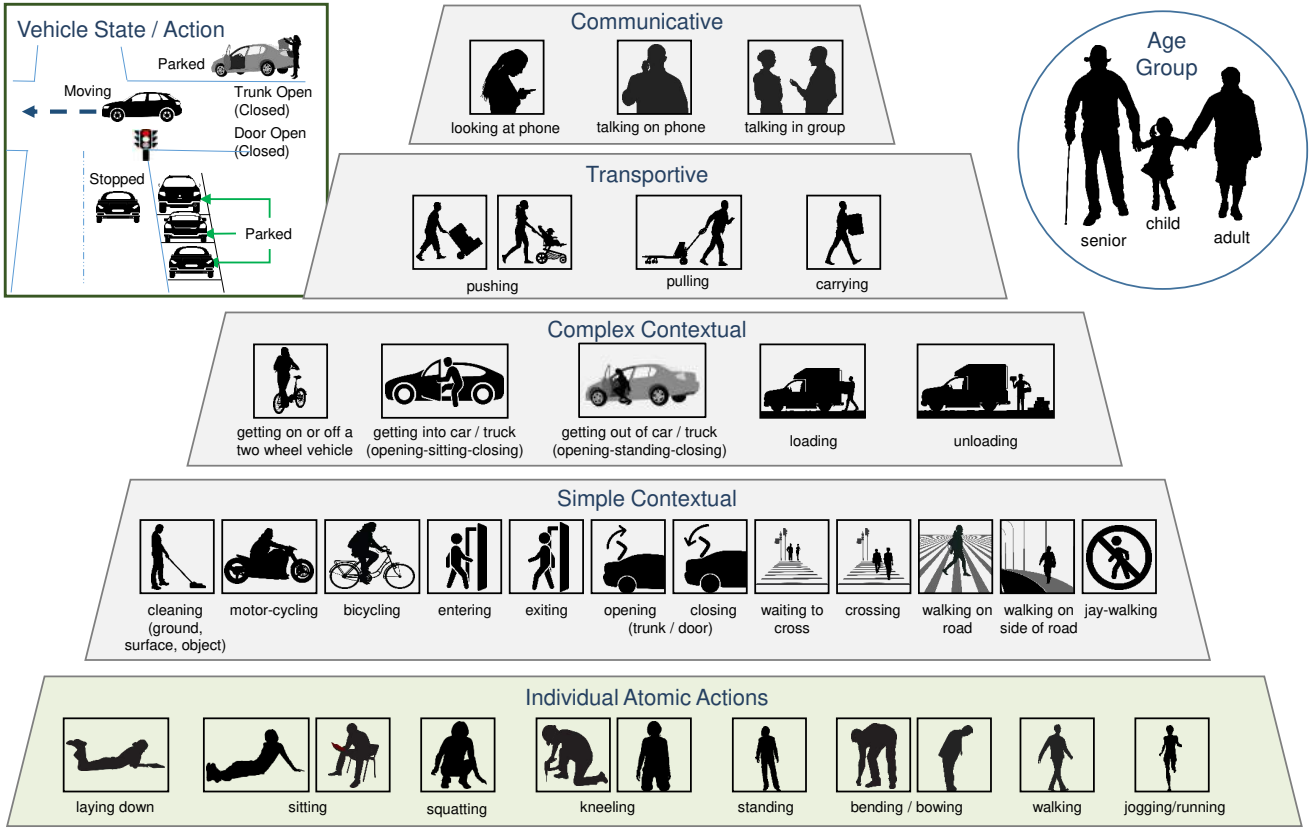 Vehicle State / Action
Parked
Moving
Trunk Open
(Closed)
Door Open
(Closed)
Stopped
Parked
Communicative
looking at phone
talking on phone
talking in group
Age
Group
senior
child
adult
Transportive
pushing
pulling
carrying
Complex Contextual
getting on or off a
two wheel vehicle
getting into car / truck
(opening-sitting-closing)
getting out of car / truck
(opening-standing-closing)
loading
unloading
Simple Contextual
cleaning
(ground,
surface, object)
motor-cycling
bicycling
entering
exiting
opening
closing
(trunk / door)
waiting to
cross
crossing
walking on
road
walking on
side of road
jay-walking
Individual Atomic Actions
laying down
sitting
squatting
kneeling
standing
bending / bowing
walking
jogging/running